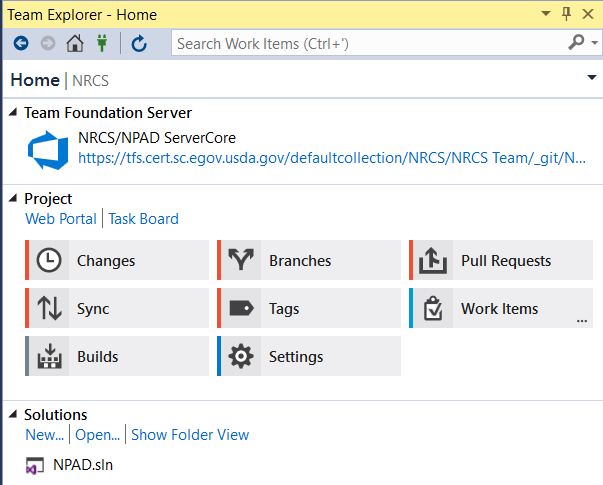 Team Explorer - Home
Search Work Items (Ctrl+')
Home | NRCS
Team Foundation Server
NRCS/NPAD ServerCore
https://tfs.cert.sc.egov.usda.gov/defaultcollection/NRCS/NRCS Team/_git/N...
Project
Web Portal | Task Board
Changes Branches Pull Requests
Sync Tags Work Items ...
Builds Settings
Solutions
New... | Open... | Show Folder View
NPAD.sln